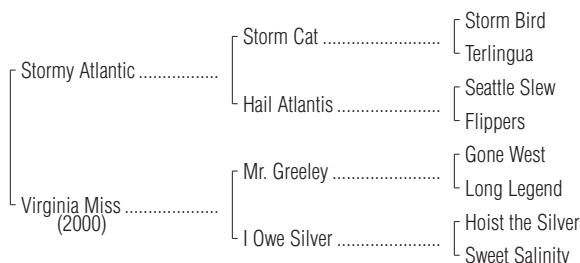 Storm Bird
Storm Cat ........................
Terlingua
Stormy Atlantic ................
Seattle Slew
Hail Atlantis .....................
Flippers
Gone West
Mr. Greeley ......................
Long Legend
Virginia Miss ...................
(2000)
Hoist the Silver
I Owe Silver .....................
Sweet Salinity